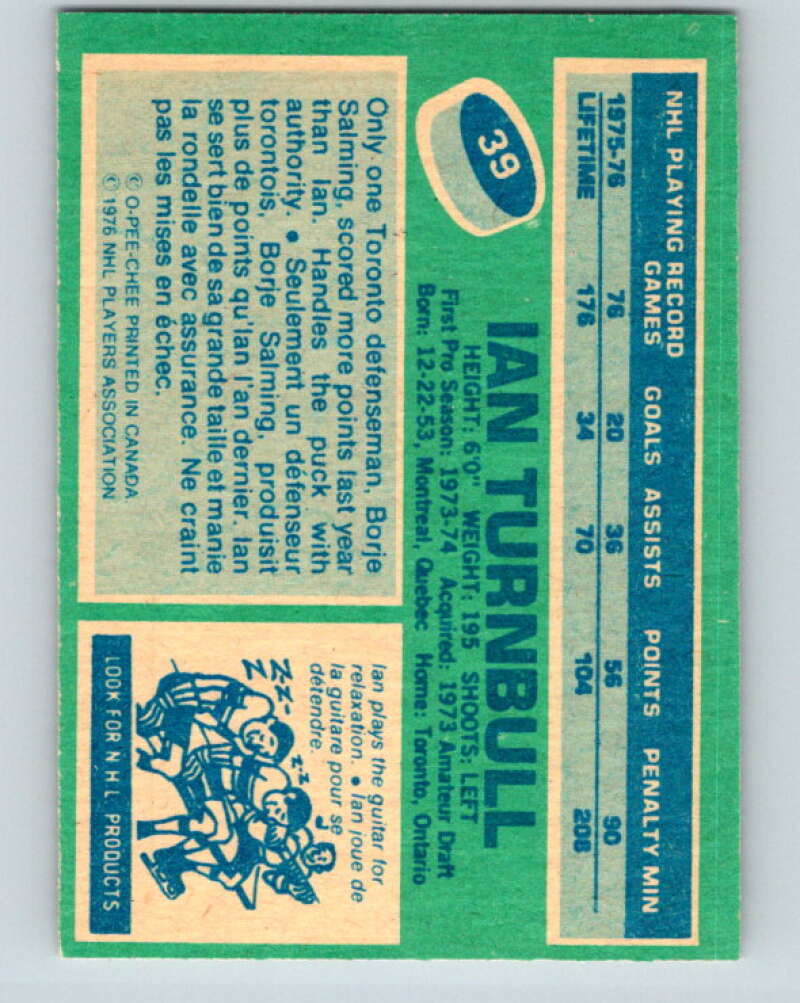 NHL PLAYING RECORD
GAMES GOALS ASSISTS POINTS PENALTY MIN
1975-76 76 20 36 56 90
LIFETIME 176 34 70 104 208
39
IAN TURNBULL
HEIGHT: 6'0" WEIGHT: 195 SHOOTS: LEFT
First Pro Season: 1973-74 Acquired: 1973 Amateur Draft
Born: 12-22-53, Montreal, Quebec Home: Toronto, Ontario
Only one Toronto defenseman, Borje
Salming, scored more points last year
than Ian. Handles the puck with
authority. • Seulement un défenseur
torontois, Borje Salming, produisit
plus de points qu'Ian l'an dernier. Ian
se sert bien de sa grande taille et manie
la rondelle avec assurance. Ne craint
pas les mises en échec.
© O-PEE-CHEE PRINTED IN CANADA
© 1976 NHL PLAYERS ASSOCIATION
Ian plays the guitar for
relaxation. • Ian joue de
la guitare pour se
détendre.
Z-Z-
Z
z-z
LOOK FOR N H L PRODUCTS